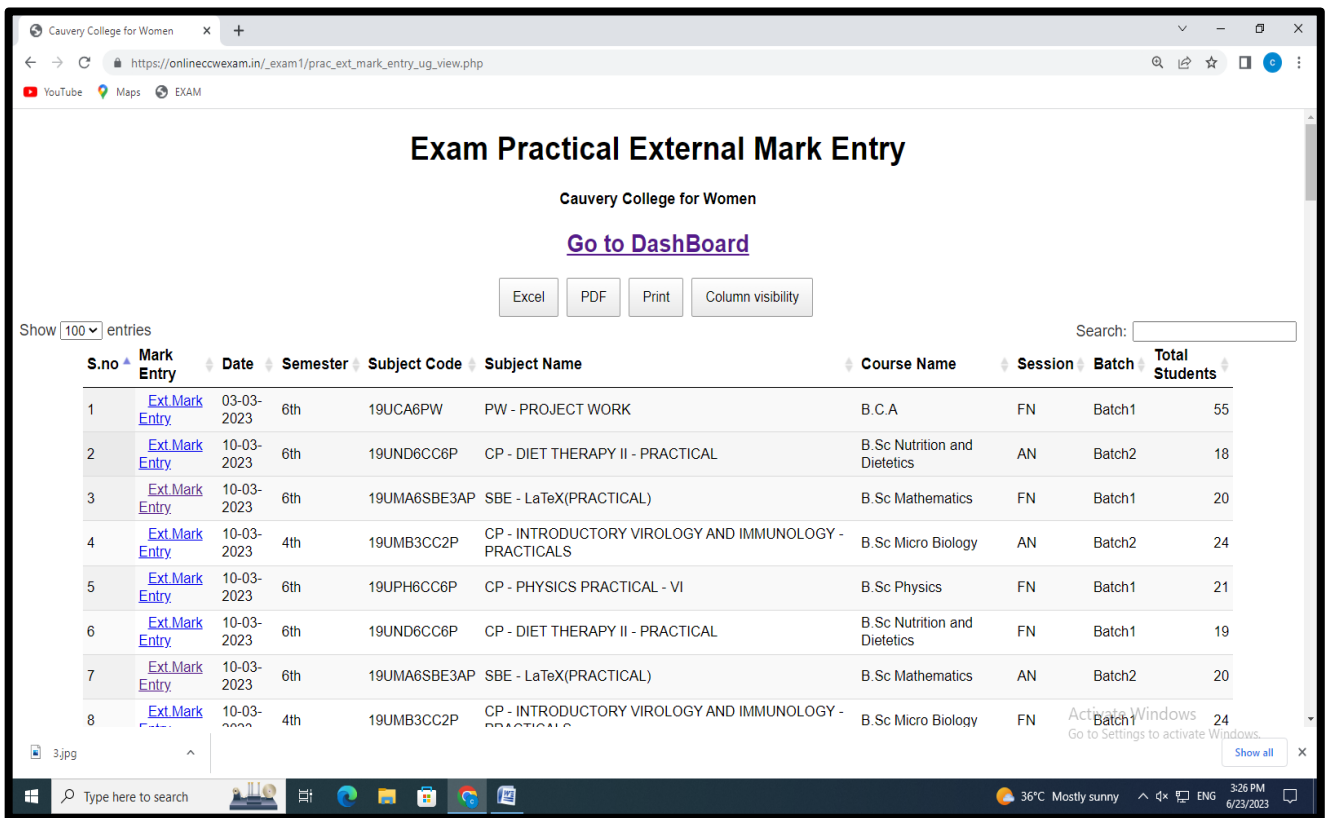 Cauvery College for Women
https://onlineccwexam.in/_exam1/prac_ext_mark_entry_ug_view.php
YouTube Maps EXAM
Exam Practical External Mark Entry
Cauvery College for Women
Go to DashBoard
Excel PDF Print Column visibility
Show 100 entries Search:
S.no Mark Entry Date Semester Subject Code Subject Name Course Name Session Batch Total Students
1 Ext.Mark Entry 03-03-2023 6th 19UCA6PW PW - PROJECT WORK B.C.A FN Batch1 55
2 Ext.Mark Entry 10-03-2023 6th 19UND6CC6P CP - DIET THERAPY II - PRACTICAL B.Sc Nutrition and Dietetics AN Batch2 18
3 Ext.Mark Entry 10-03-2023 6th 19UMA6SBE3AP SBE - LaTeX(PRACTICAL) B.Sc Mathematics FN Batch1 20
4 Ext.Mark Entry 10-03-2023 4th 19UMB3CC2P CP - INTRODUCTORY VIROLOGY AND IMMUNOLOGY - PRACTICALS B.Sc Micro Biology AN Batch2 24
5 Ext.Mark Entry 10-03-2023 6th 19UPH6CC6P CP - PHYSICS PRACTICAL - VI B.Sc Physics FN Batch1 21
6 Ext.Mark Entry 10-03-2023 6th 19UND6CC6P CP - DIET THERAPY II - PRACTICAL B.Sc Nutrition and Dietetics FN Batch1 19
7 Ext.Mark Entry 10-03-2023 6th 19UMA6SBE3AP SBE - LaTeX(PRACTICAL) B.Sc Mathematics AN Batch2 20
8 Ext.Mark 10-03- 4th 19UMB3CC2P CP - INTRODUCTORY VIROLOGY AND IMMUNOLOGY - B.Sc Micro Biology FN Batch1 24
Activate Windows
Go to Settings to activate Windows.
3.jpg Show all
Type here to search 36°C Mostly sunny ENG 3:26 PM
6/23/2023